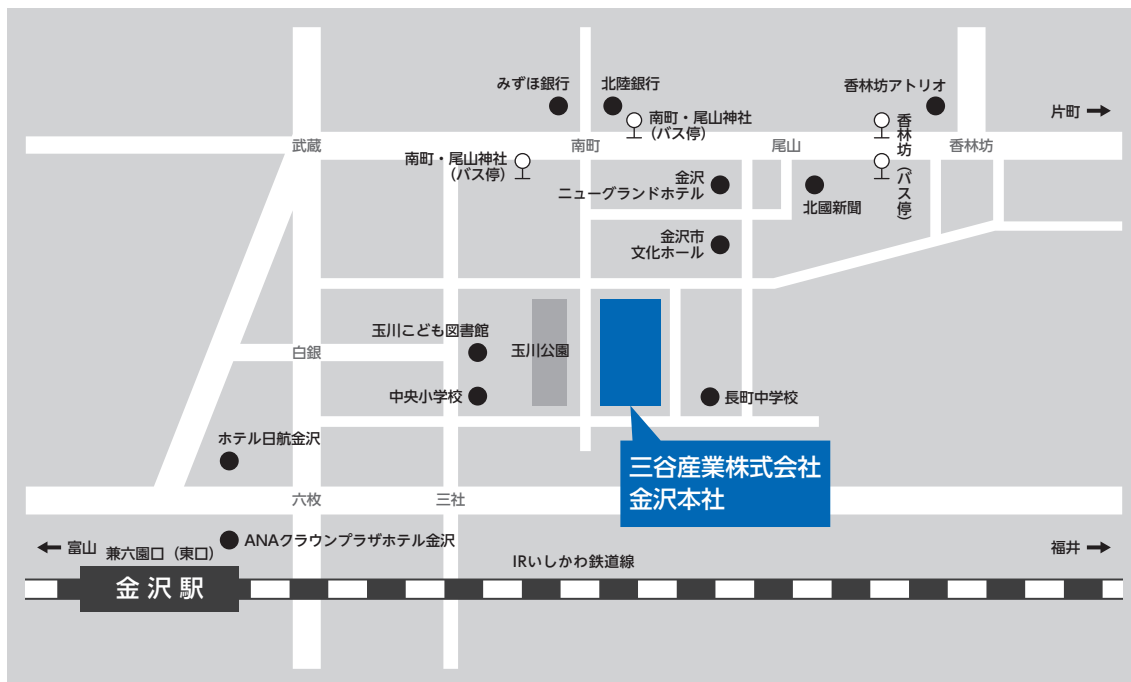 みずほ銀行
北陸銀行
香林坊アトリオ
片町
南町・尾山神社
(バス停)
香林坊(バス停)
武蔵
南町
尾山
香林坊
南町・尾山神社
(バス停)
金沢
ニューグランドホテル
北國新聞
金沢市
文化ホール
玉川こども図書館
白銀
玉川公園
中央小学校
長町中学校
ホテル日航金沢
三谷産業株式会社
金沢本社
六枚
三社
富山
兼六園口(東口)
ANAクラウンプラザホテル金沢
福井
IRいしかわ鉄道線
金沢駅